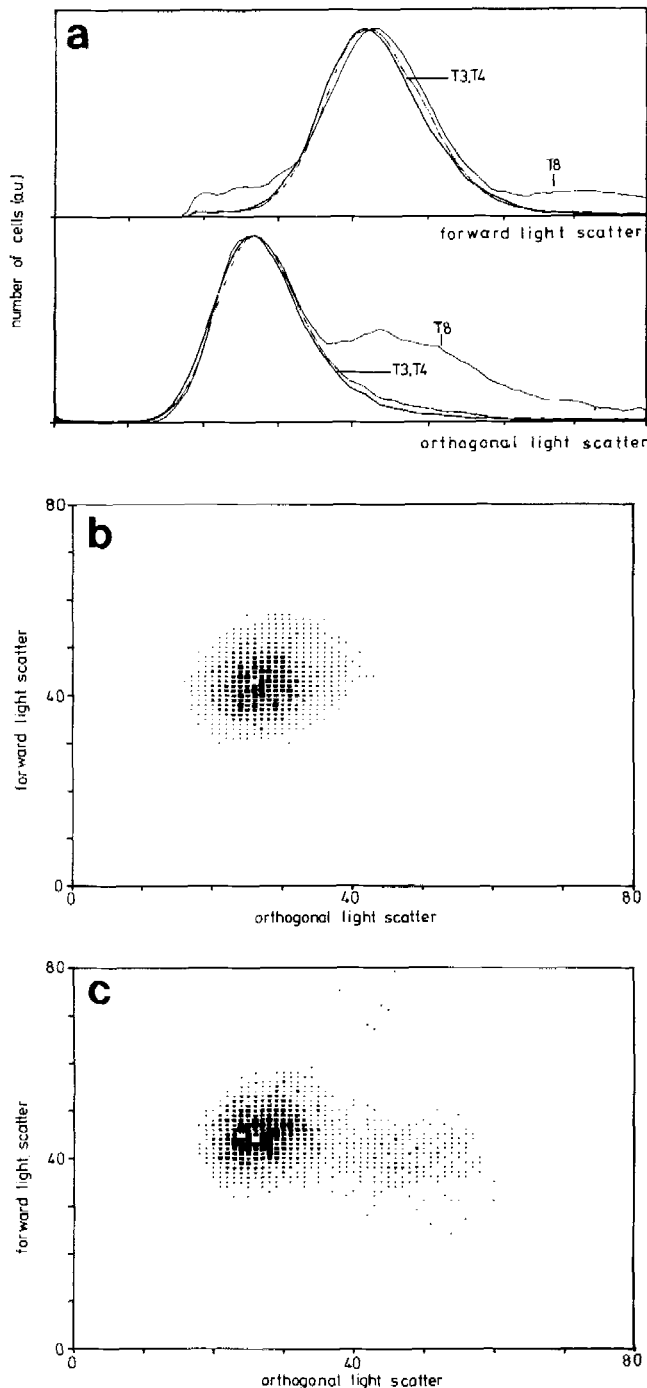 a
T3,T4
T8
forward light scatter
number of cells (a.u.)
T8
T3,T4
orthogonal light scatter
b
80
40
0
forward light scatter
0
40
80
orthogonal light scatter
c
80
40
0
forward light scatter
0
40
80
orthogonal light scatter